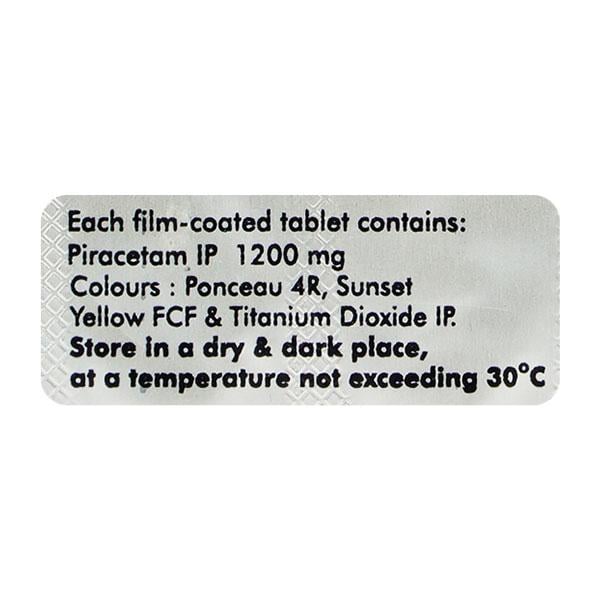 Each film-coated tablet contains:
Piracetam IP 1200 mg
Colours : Ponceau 4R, Sunset
Yellow FCF & Titanium Dioxide IP.
Store in a dry & dark place,
at a temperature not exceeding 30°C